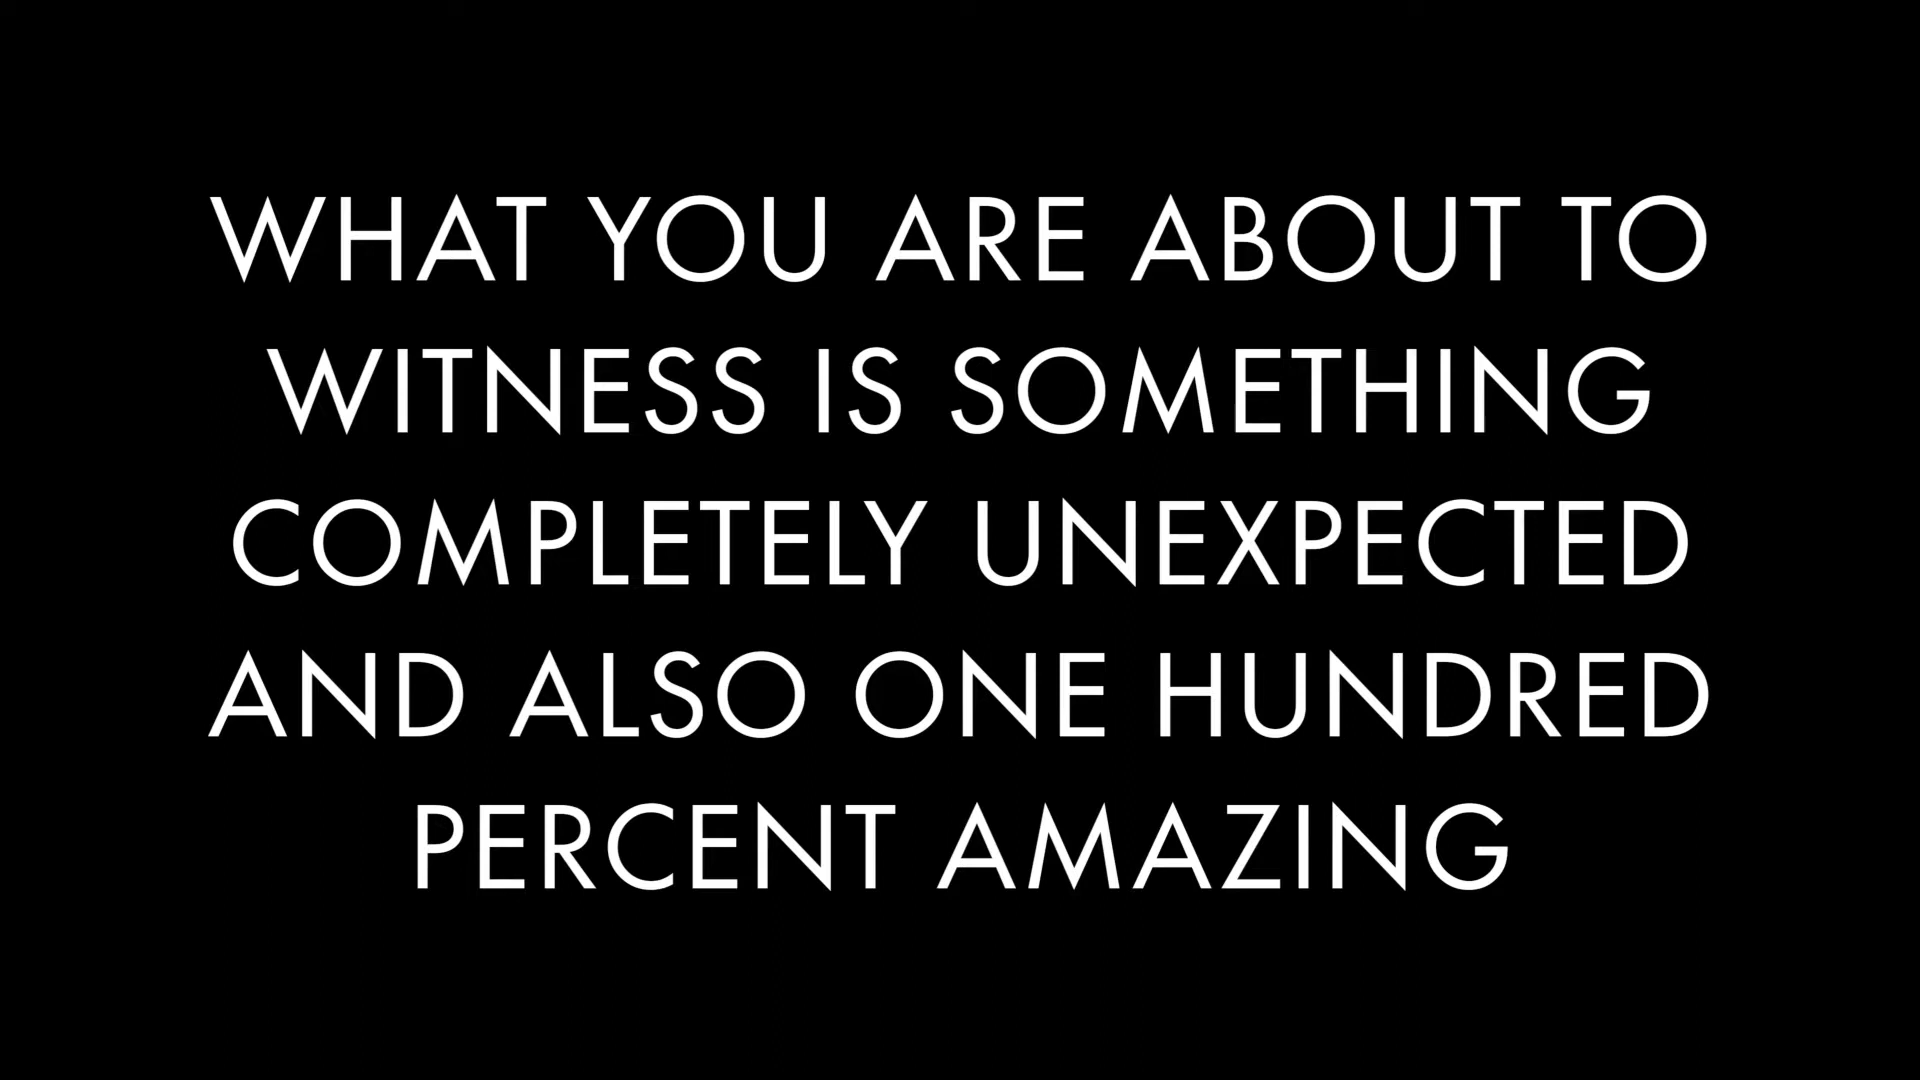 WHAT YOU ARE ABOUT TO
WITNESS IS SOMETHING
COMPLETELY UNEXPECTED
AND ALSO ONE HUNDRED
PERCENT AMAZING